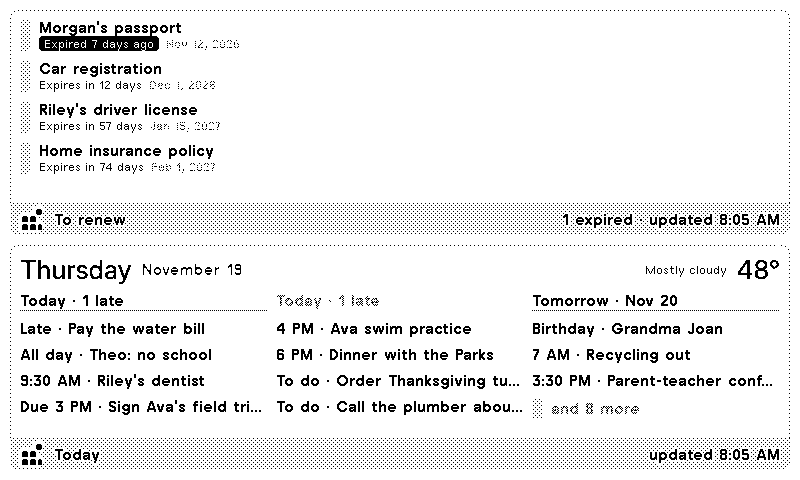 Morgan's passport
Expired 7 days ago Nov 12, 2026
Car registration
Expires in 12 days Dec 1, 2026
Riley's driver license
Expires in 57 days Jan 15, 2027
Home insurance policy
Expires in 74 days Feb 1, 2027
To renew 1 expired · updated 8:05 AM
Thursday November 19 Mostly cloudy 48°
Today · 1 late
Late · Pay the water bill
All day · Theo: no school
9:30 AM · Riley's dentist
Due 3 PM · Sign Ava's field tri...
Today · 1 late
4 PM · Ava swim practice
6 PM · Dinner with the Parks
To do · Order Thanksgiving tu...
To do · Call the plumber abou...
Tomorrow · Nov 20
Birthday · Grandma Joan
7 AM · Recycling out
3:30 PM · Parent-teacher conf...
and 8 more
Today updated 8:05 AM